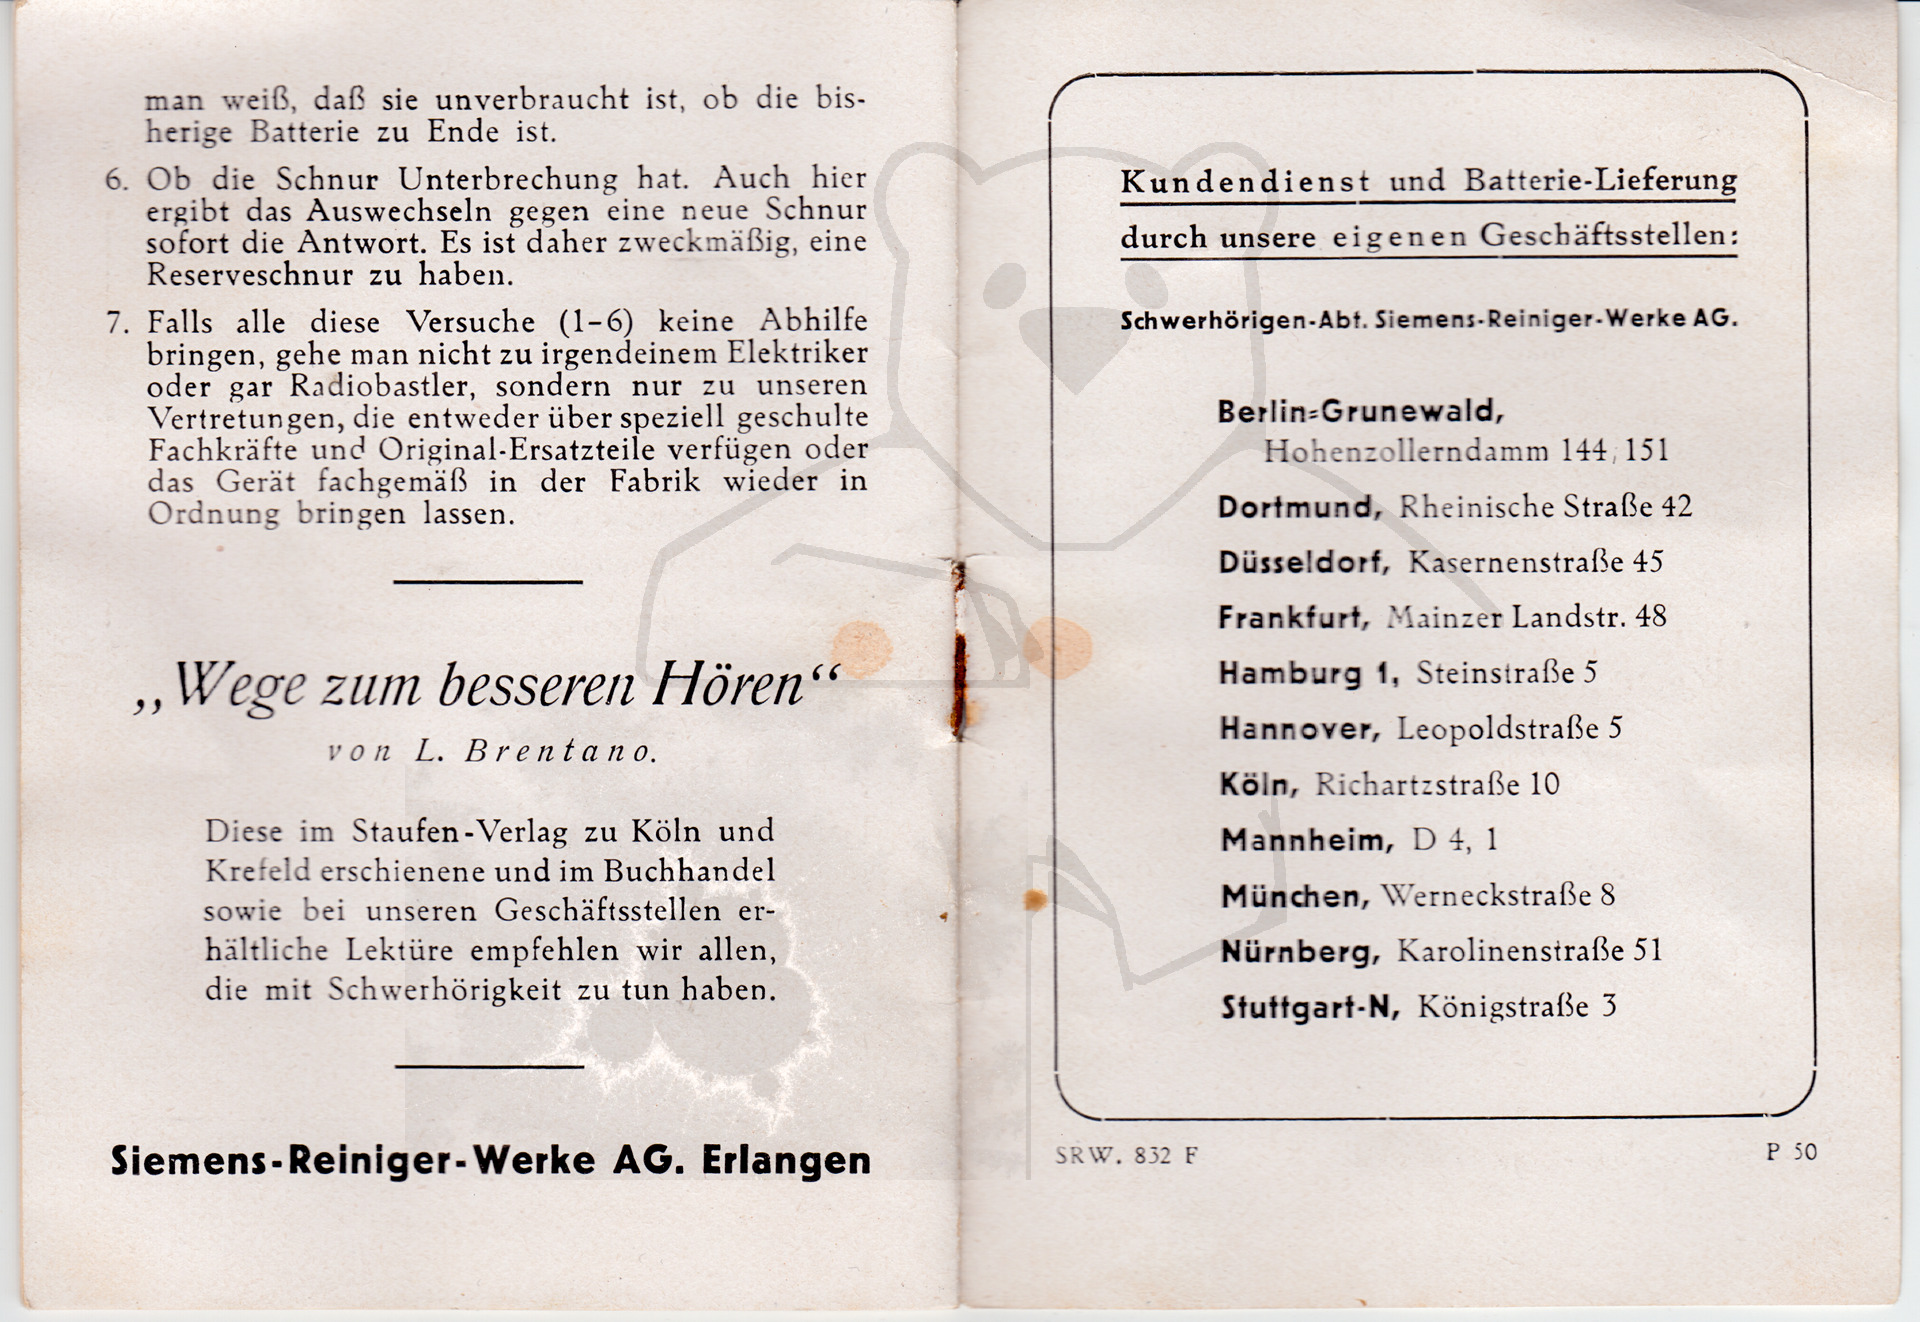 man weiß, daß sie unverbraucht ist, ob die bis-
herige Batterie zu Ende ist.
6. Ob die Schnur Unterbrechung hat. Auch hier
ergibt das Auswechseln gegen eine neue Schnur
sofort die Antwort. Es ist daher zweckmäßig, eine
Reserveschnur zu haben.
7. Falls alle diese Versuche (1–6) keine Abhilfe
bringen, gehe man nicht zu irgendeinem Elektriker
oder gar Radiobastler, sondern nur zu unseren
Vertretungen, die entweder über speziell geschulte
Fachkräfte und Original-Ersatzteile verfügen oder
das Gerät fachgemäß in der Fabrik wieder in
Ordnung bringen lassen.
„Wege zum besseren Hören“
von L. Brentano.
Diese im Staufen-Verlag zu Köln und
Krefeld erschienene und im Buchhandel
sowie bei unseren Geschäftsstellen er-
hältliche Lektüre empfehlen wir allen,
die mit Schwerhörigkeit zu tun haben.
Siemens-Reiniger-Werke AG. Erlangen
Kundendienst und Batterie-Lieferung
durch unsere eigenen Geschäftsstellen:
Schwerhörigen-Abt. Siemens-Reiniger-Werke AG.
Berlin-Grunewald,
Hohenzollerndamm 144, 151
Dortmund, Rheinische Straße 42
Düsseldorf, Kasernenstraße 45
Frankfurt, Mainzer Landstr. 48
Hamburg 1, Steinstraße 5
Hannover, Leopoldstraße 5
Köln, Richartzstraße 10
Mannheim, D 4, 1
München, Werneckstraße 8
Nürnberg, Karolinenstraße 51
Stuttgart-N, Königstraße 3
SRW. 832 F
P 50